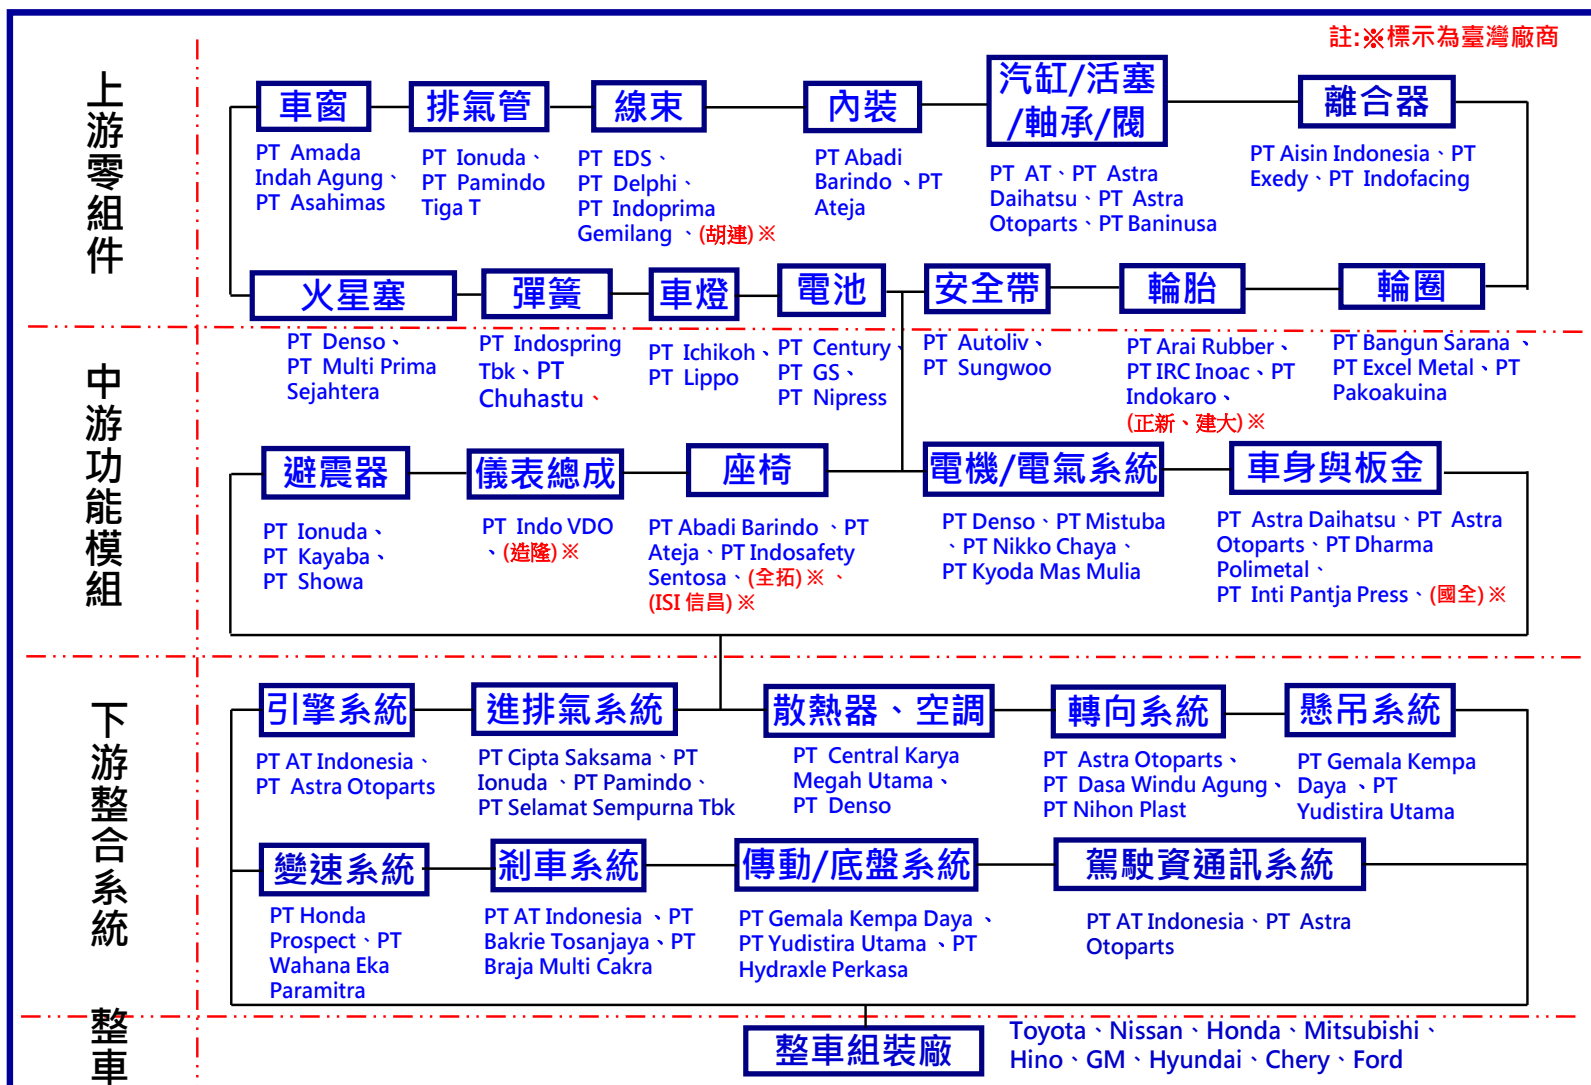 註:※標示為臺灣廠商
上游零組件
車窗
排氣管
線束
內裝
汽缸/活塞
/軸承/閥
離合器
PT Amada
Indah Agung、
PT Asahimas
PT Ionuda、
PT Pamindo
Tiga T
PT EDS、
PT Delphi、
PT Indoprima
Gemilang 、(胡連)※
PT Abadi
Barindo 、PT
Ateja
PT AT、PT Astra
Daihatsu、PT Astra
Otoparts、PT Baninusa
PT Aisin Indonesia、PT
Exedy、PT Indofacing
火星塞
彈簧
車燈
電池
安全帶
輪胎
輪圈
PT Denso、
PT Multi Prima
Sejahtera
PT Indospring
Tbk、PT
Chuhastu、
PT Ichikoh、
PT Lippo
PT Century、
PT GS、
PT Nipress
PT Autoliv、
PT Sungwoo
PT Arai Rubber、
PT IRC Inoac、PT
Indokaro、
(正新、建大)※
PT Bangun Sarana 、
PT Excel Metal、PT
Pakoakuina
中游功能模組
避震器
儀表總成
座椅
電機/電氣系統
車身與板金
PT Ionuda、
PT Kayaba、
PT Showa
PT Indo VDO
、(造隆)※
PT Abadi Barindo 、PT
Ateja、PT Indosafety
Sentosa、(全拓)※ 、
(ISI 信昌)※
PT Denso、PT Mistuba
、PT Nikko Chaya、
PT Kyoda Mas Mulia
PT Astra Daihatsu、PT Astra
Otoparts、PT Dharma
Polimetal、
PT Inti Pantja Press、(國全)※
下游整合系統
引擎系統
進排氣系統
散熱器、空調
轉向系統
懸吊系統
PT AT Indonesia、
PT Astra Otoparts
PT Cipta Saksama、PT
Ionuda 、PT Pamindo、
PT Selamat Sempurna Tbk
PT Central Karya
Megah Utama、
PT Denso
PT Astra Otoparts、
PT Dasa Windu Agung、
PT Nihon Plast
PT Gemala Kempa
Daya 、PT
Yudistira Utama
變速系統
剎車系統
傳動/底盤系統
駕駛資通訊系統
PT Honda
Prospect、PT
Wahana Eka
Paramitra
PT AT Indonesia 、PT
Bakrie Tosanjaya、PT
Braja Multi Cakra
PT Gemala Kempa Daya 、
PT Yudistira Utama 、PT
Hydraxle Perkasa
PT AT Indonesia、PT Astra
Otoparts
整車
整車組裝廠
Toyota、Nissan、Honda、Mitsubishi、
Hino、GM、Hyundai、Chery、Ford